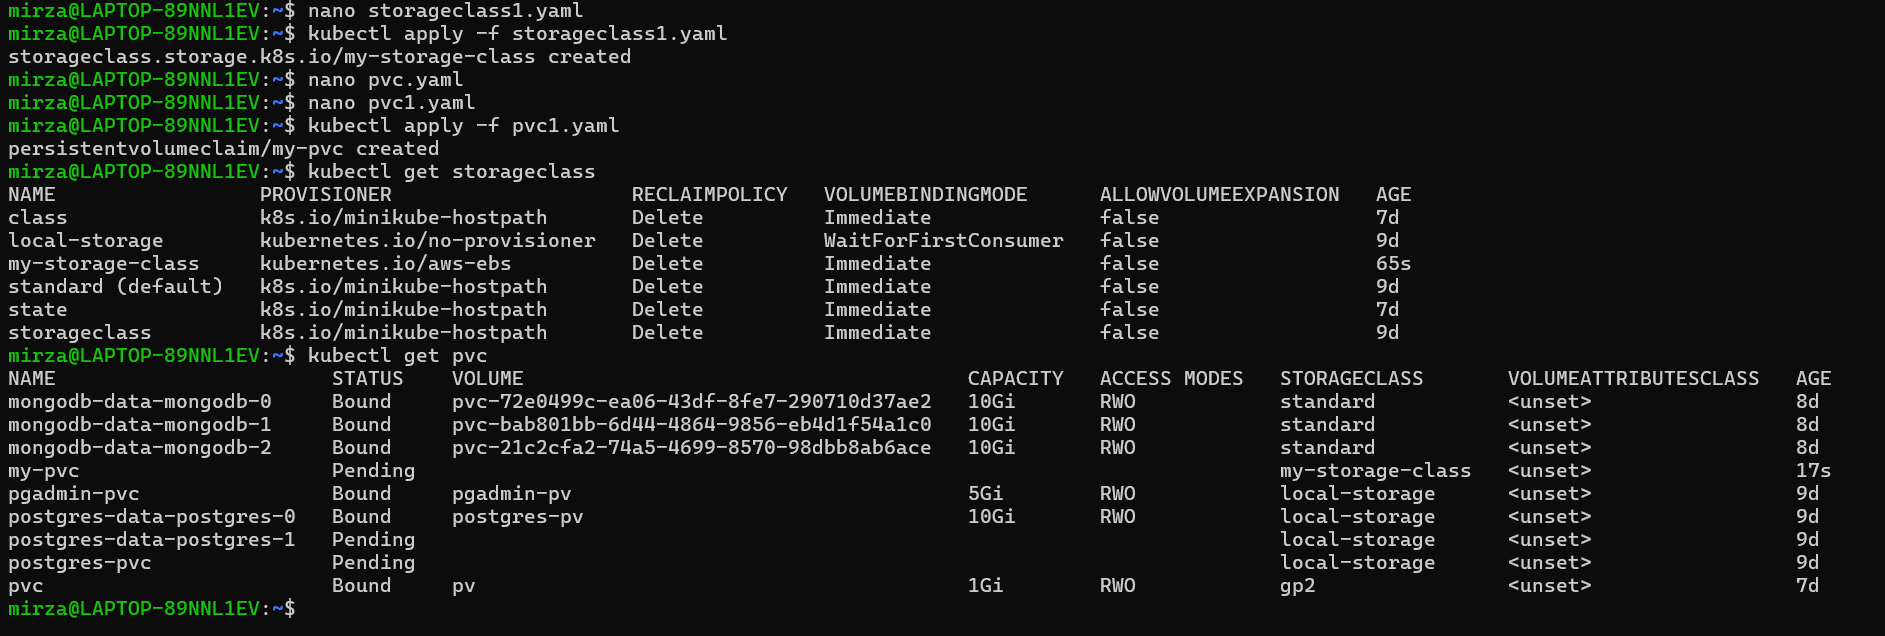 mirza@LAPTOP-89NNL1EV:~$ nano storageclass1.yaml
mirza@LAPTOP-89NNL1EV:~$ kubectl apply -f storageclass1.yaml
storageclass.storage.k8s.io/my-storage-class created
mirza@LAPTOP-89NNL1EV:~$ nano pvc.yaml
mirza@LAPTOP-89NNL1EV:~$ nano pvc1.yaml
mirza@LAPTOP-89NNL1EV:~$ kubectl apply -f pvc1.yaml
persistentvolumeclaim/my-pvc created
mirza@LAPTOP-89NNL1EV:~$ kubectl get storageclass
NAME                 PROVISIONER                    RECLAIMPOLICY   VOLUMEBINDINGMODE      ALLOWVOLUMEEXPANSION   AGE
class                k8s.io/minikube-hostpath       Delete          Immediate              false                  7d
local-storage        kubernetes.io/no-provisioner   Delete          WaitForFirstConsumer   false                  9d
my-storage-class     kubernetes.io/aws-ebs          Delete          Immediate              false                  65s
standard (default)   k8s.io/minikube-hostpath       Delete          Immediate              false                  9d
state                k8s.io/minikube-hostpath       Delete          Immediate              false                  7d
storageclass         k8s.io/minikube-hostpath       Delete          Immediate              false                  9d
mirza@LAPTOP-89NNL1EV:~$ kubectl get pvc
NAME                       STATUS    VOLUME                                     CAPACITY   ACCESS MODES   STORAGECLASS       VOLUMEATTRIBUTESCLASS   AGE
mongodb-data-mongodb-0     Bound     pvc-72e0499c-ea06-43df-8fe7-290710d37ae2   10Gi       RWO            standard           <unset>                 8d
mongodb-data-mongodb-1     Bound     pvc-bab801bb-6d44-4864-9856-eb4d1f54a1c0   10Gi       RWO            standard           <unset>                 8d
mongodb-data-mongodb-2     Bound     pvc-21c2cfa2-74a5-4699-8570-98dbb8ab6ace   10Gi       RWO            standard           <unset>                 8d
my-pvc                     Pending                                                                        my-storage-class   <unset>                 17s
pgadmin-pvc                Bound     pgadmin-pv                                 5Gi        RWO            local-storage      <unset>                 9d
postgres-data-postgres-0   Bound     postgres-pv                                10Gi       RWO            local-storage      <unset>                 9d
postgres-data-postgres-1   Pending                                                                        local-storage      <unset>                 9d
postgres-pvc               Pending                                                                        local-storage      <unset>                 9d
pvc                        Bound     pv                                         1Gi        RWO            gp2                <unset>                 7d
mirza@LAPTOP-89NNL1EV:~$